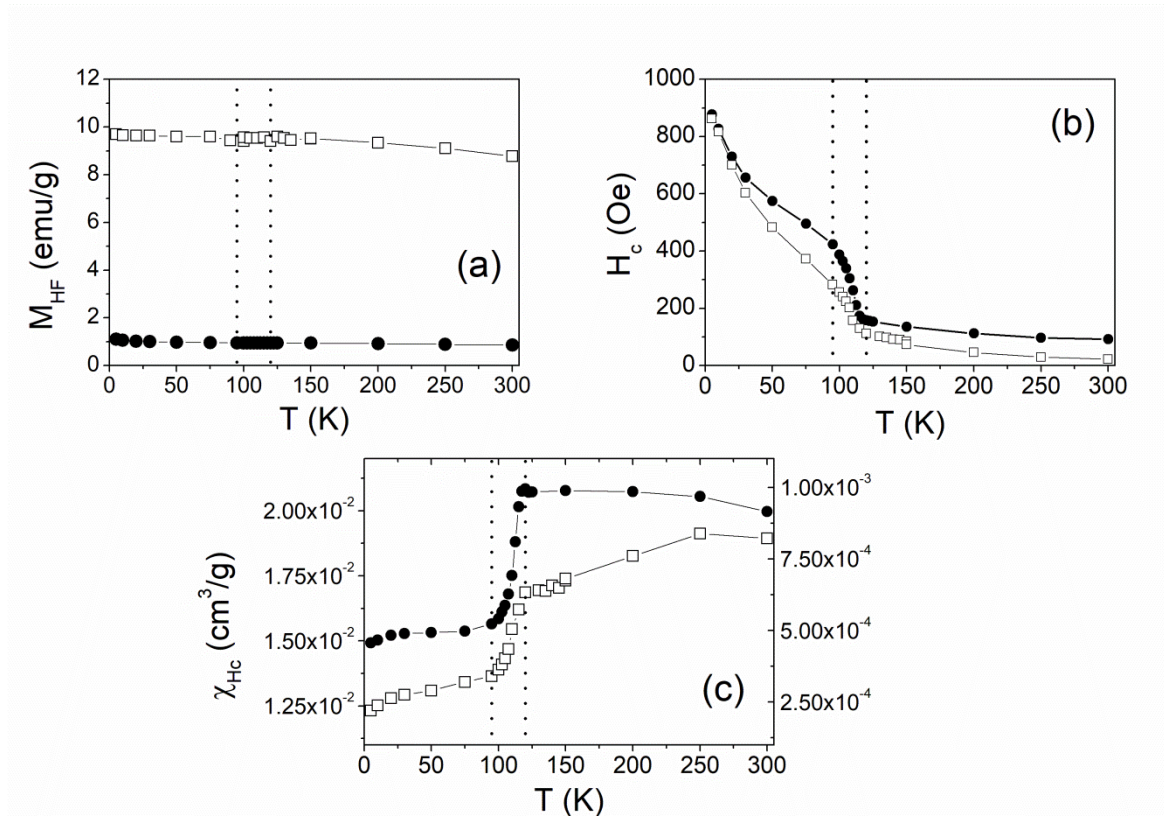 12
10
8
6
4
2
0
M_HF (emu/g)
(a)
0 50 100 150 200 250 300
T (K)
1000
800
600
400
200
0
H_c (Oe)
(b)
0 50 100 150 200 250 300
T (K)
2.00x10⁻²
1.75x10⁻²
1.50x10⁻²
1.25x10⁻²
χ_Hc (cm³/g)
(c)
1.00x10⁻³
7.50x10⁻⁴
5.00x10⁻⁴
2.50x10⁻⁴
0 50 100 150 200 250 300
T (K)